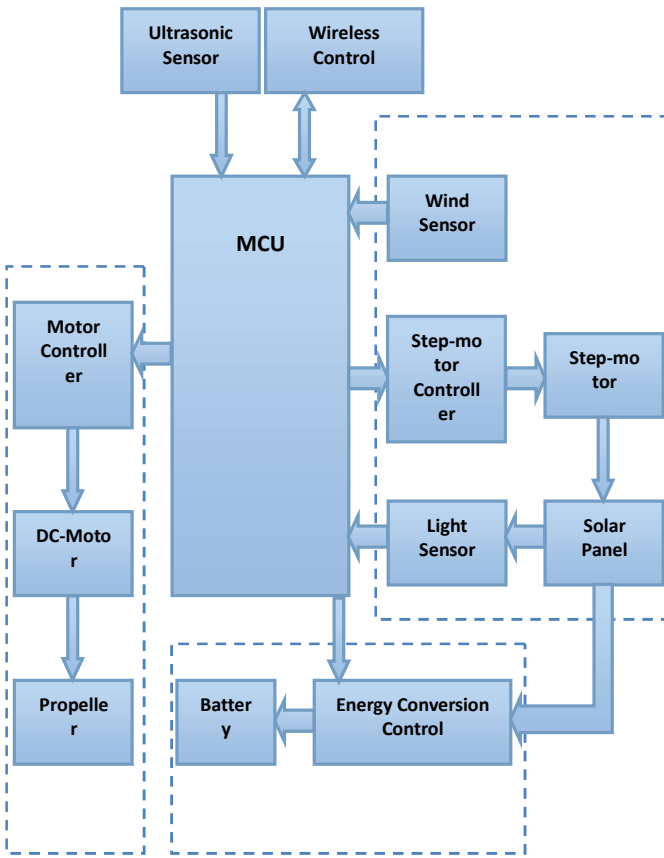 Ultrasonic
Sensor
Wireless
Control
Wind
Sensor
MCU
Motor
Controll
er
Step-mo
tor
Controll
er
Step-mo
tor
DC-Moto
r
Light
Sensor
Solar
Panel
Propelle
r
Batter
y
Energy Conversion
Control